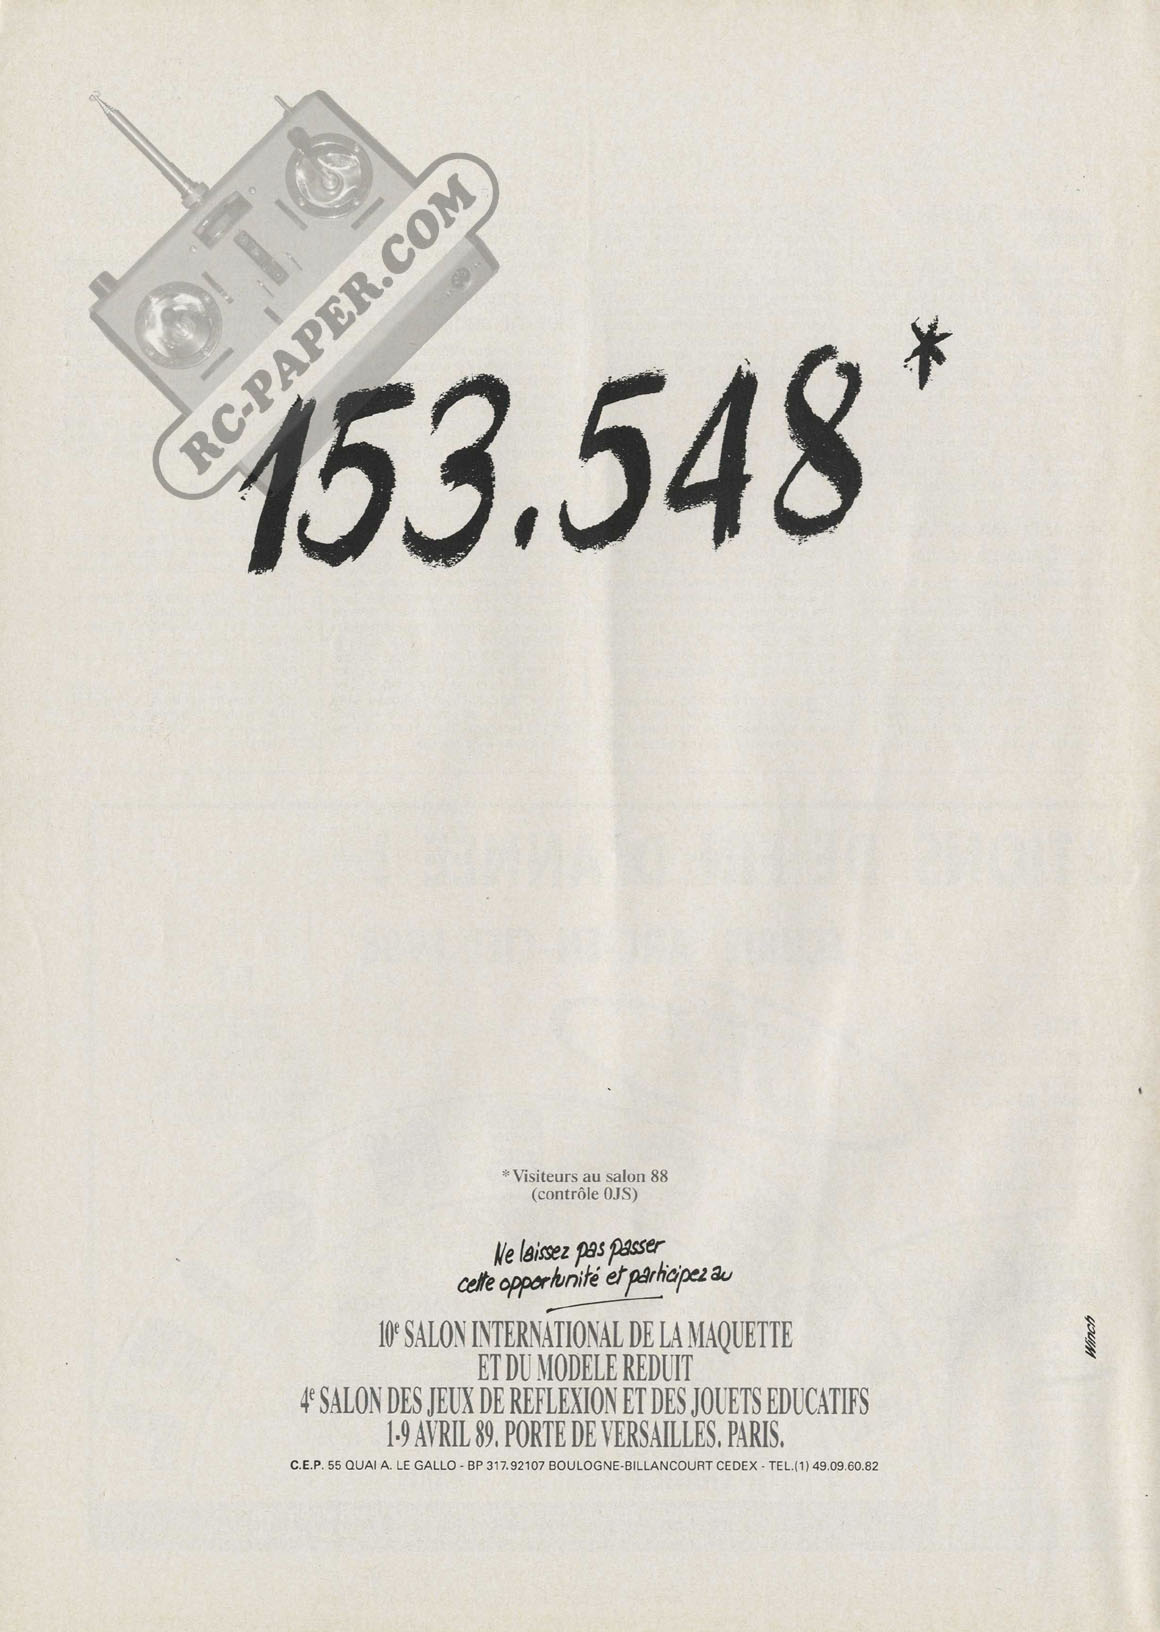 RC-PAPER.COM
153.548*
* Visiteurs au salon 88
(contrôle OJS)
Ne laissez pas passer
cette opportunité et participez au
10e SALON INTERNATIONAL DE LA MAQUETTE
ET DU MODELE REDUIT
4e SALON DES JEUX DE REFLEXION ET DES JOUETS EDUCATIFS
1-9 AVRIL 89. PORTE DE VERSAILLES. PARIS.
C.E.P. 55 QUAI A. LE GALLO - BP 317. 92107 BOULOGNE-BILLANCOURT CEDEX - TEL.(1) 49.09.60.82
Winch